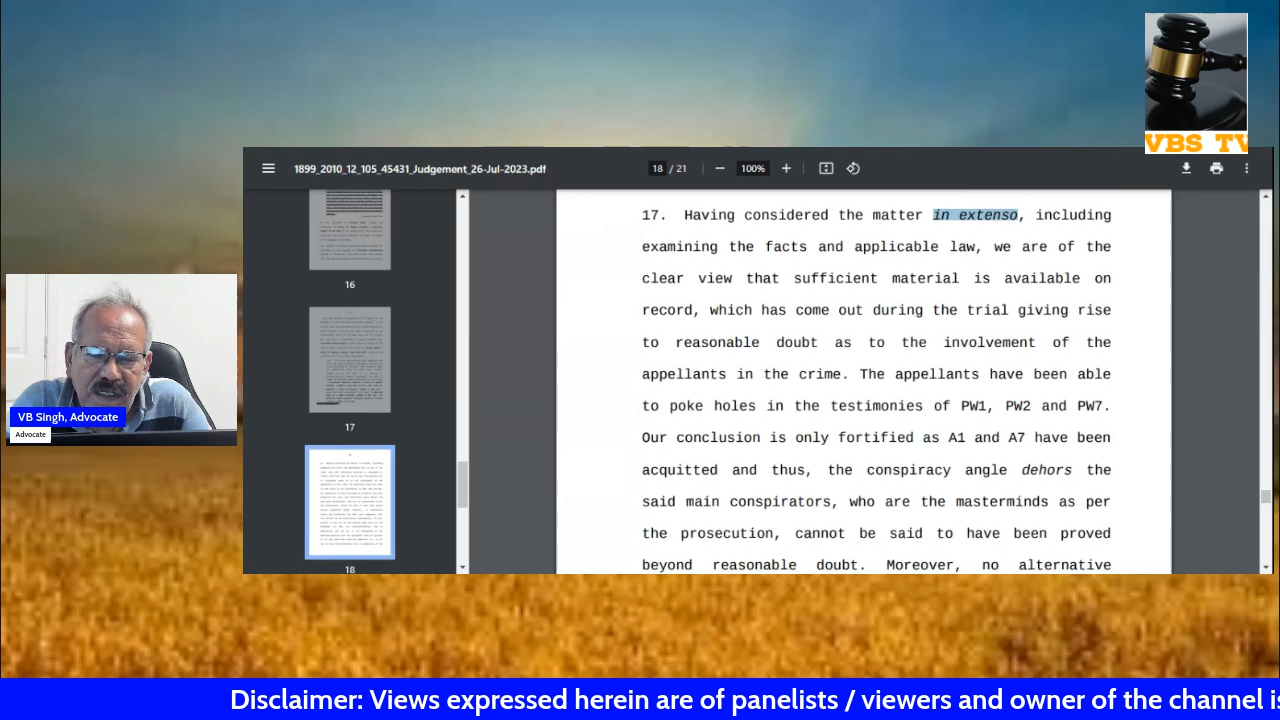 VBS TV
1899_2010_12_105_45431_Judgement_26-Jul-2023.pdf
18 / 21
100%
16
17
18
17. Having considered the matter in extenso, including
examining the facts and applicable law, we are of the
clear view that sufficient material is available on
record, which has come out during the trial giving rise
to reasonable doubt as to the involvement of the
appellants in the crime. The appellants have been able
to poke holes in the testimonies of PW1, PW2 and PW7.
Our conclusion is only fortified as A1 and A7 have been
acquitted and thus, the conspiracy angle dehors the
said main conspirators, who are the masterminds as per
the prosecution, cannot be said to have been proved
beyond reasonable doubt. Moreover, no alternative
VB Singh, Advocate
Advocate
Disclaimer: Views expressed herein are of panelists / viewers and owner of the channel is